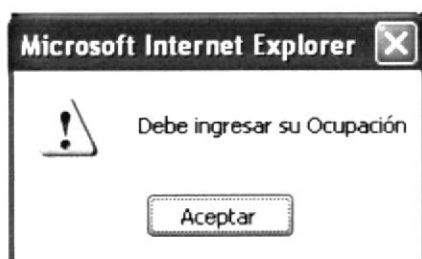 Microsoft Internet Explorer
Debe ingresar su Ocupación
Aceptar